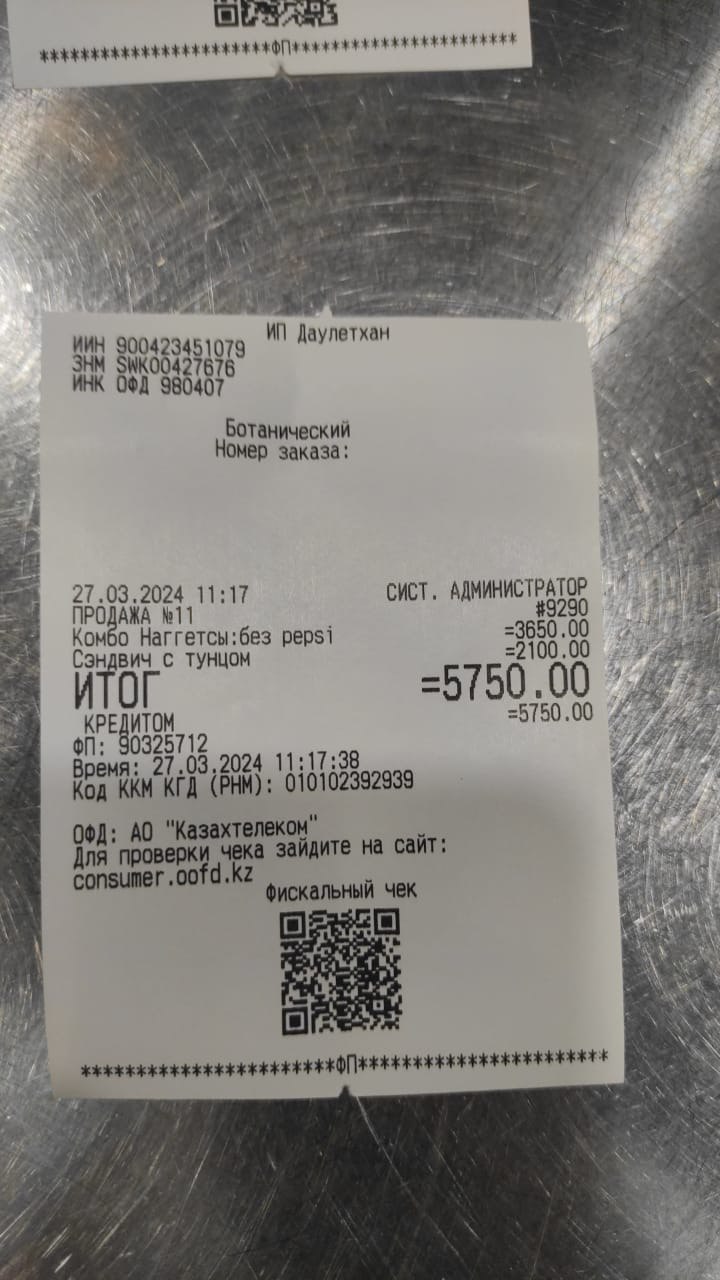 ************************ФП************************
ИП Даулетхан
ИИН 900423451079
ЗНМ SWK00427676
ИНК ОФД 980407
Ботанический
Номер заказа:
27.03.2024 11:17 СИСТ. АДМИНИСТРАТОР
ПРОДАЖА №11 #9290
Комбо Наггетсы:без pepsi =3650.00
Сэндвич с тунцом =2100.00
ИТОГ =5750.00
КРЕДИТОМ =5750.00
ФП: 90325712
Время: 27.03.2024 11:17:38
Код ККМ КГД (РНМ): 010102392939
ОФД: АО "Казахтелеком"
Для проверки чека зайдите на сайт:
consumer.oofd.kz
Фискальный чек
************************ФП************************